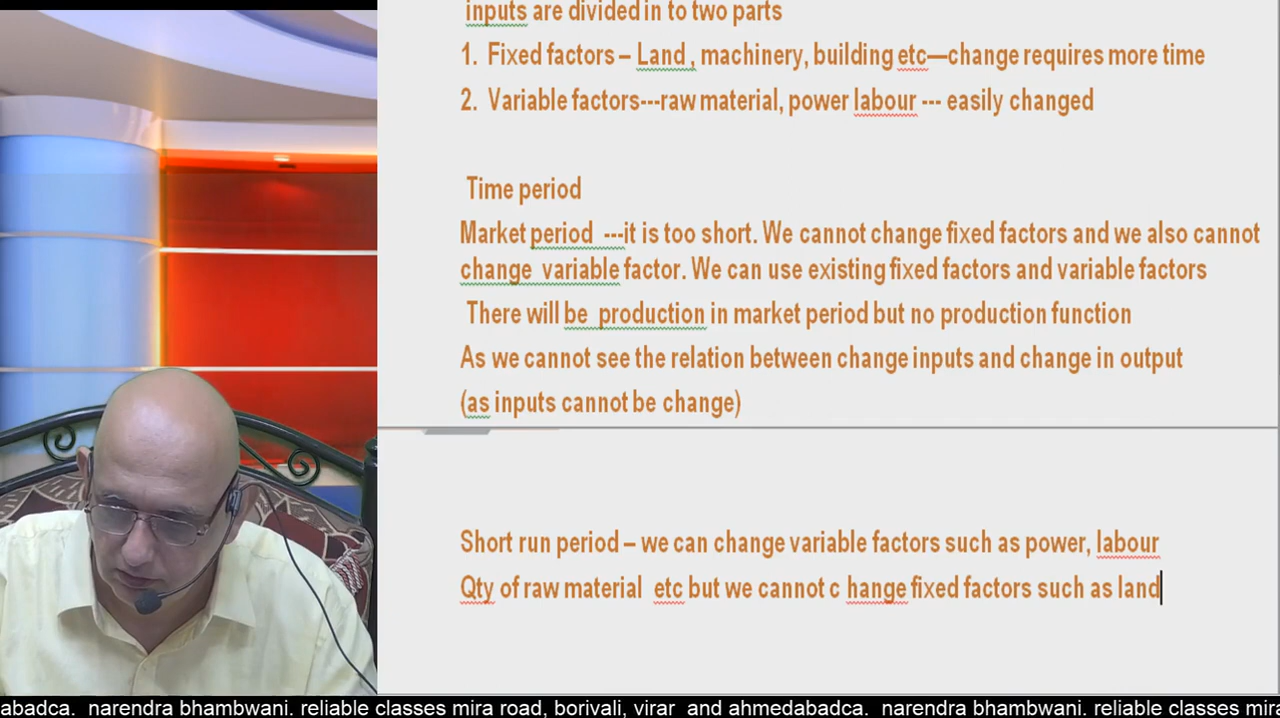 inputs are divided in to two parts
1. Fixed factors – Land , machinery, building etc—change requires more time
2. Variable factors---raw material, power labour --- easily changed
Time period
Market period ---it is too short. We cannot change fixed factors and we also cannot
change variable factor. We can use existing fixed factors and variable factors
There will be production in market period but no production function
As we cannot see the relation between change inputs and change in output
(as inputs cannot be change)
Short run period – we can change variable factors such as power, labour
Qty of raw material etc but we cannot c hange fixed factors such as land
abadca. narendra bhambwani. reliable classes mira road, borivali, virar and ahmedabadca. narendra bhambwani. reliable classes mira